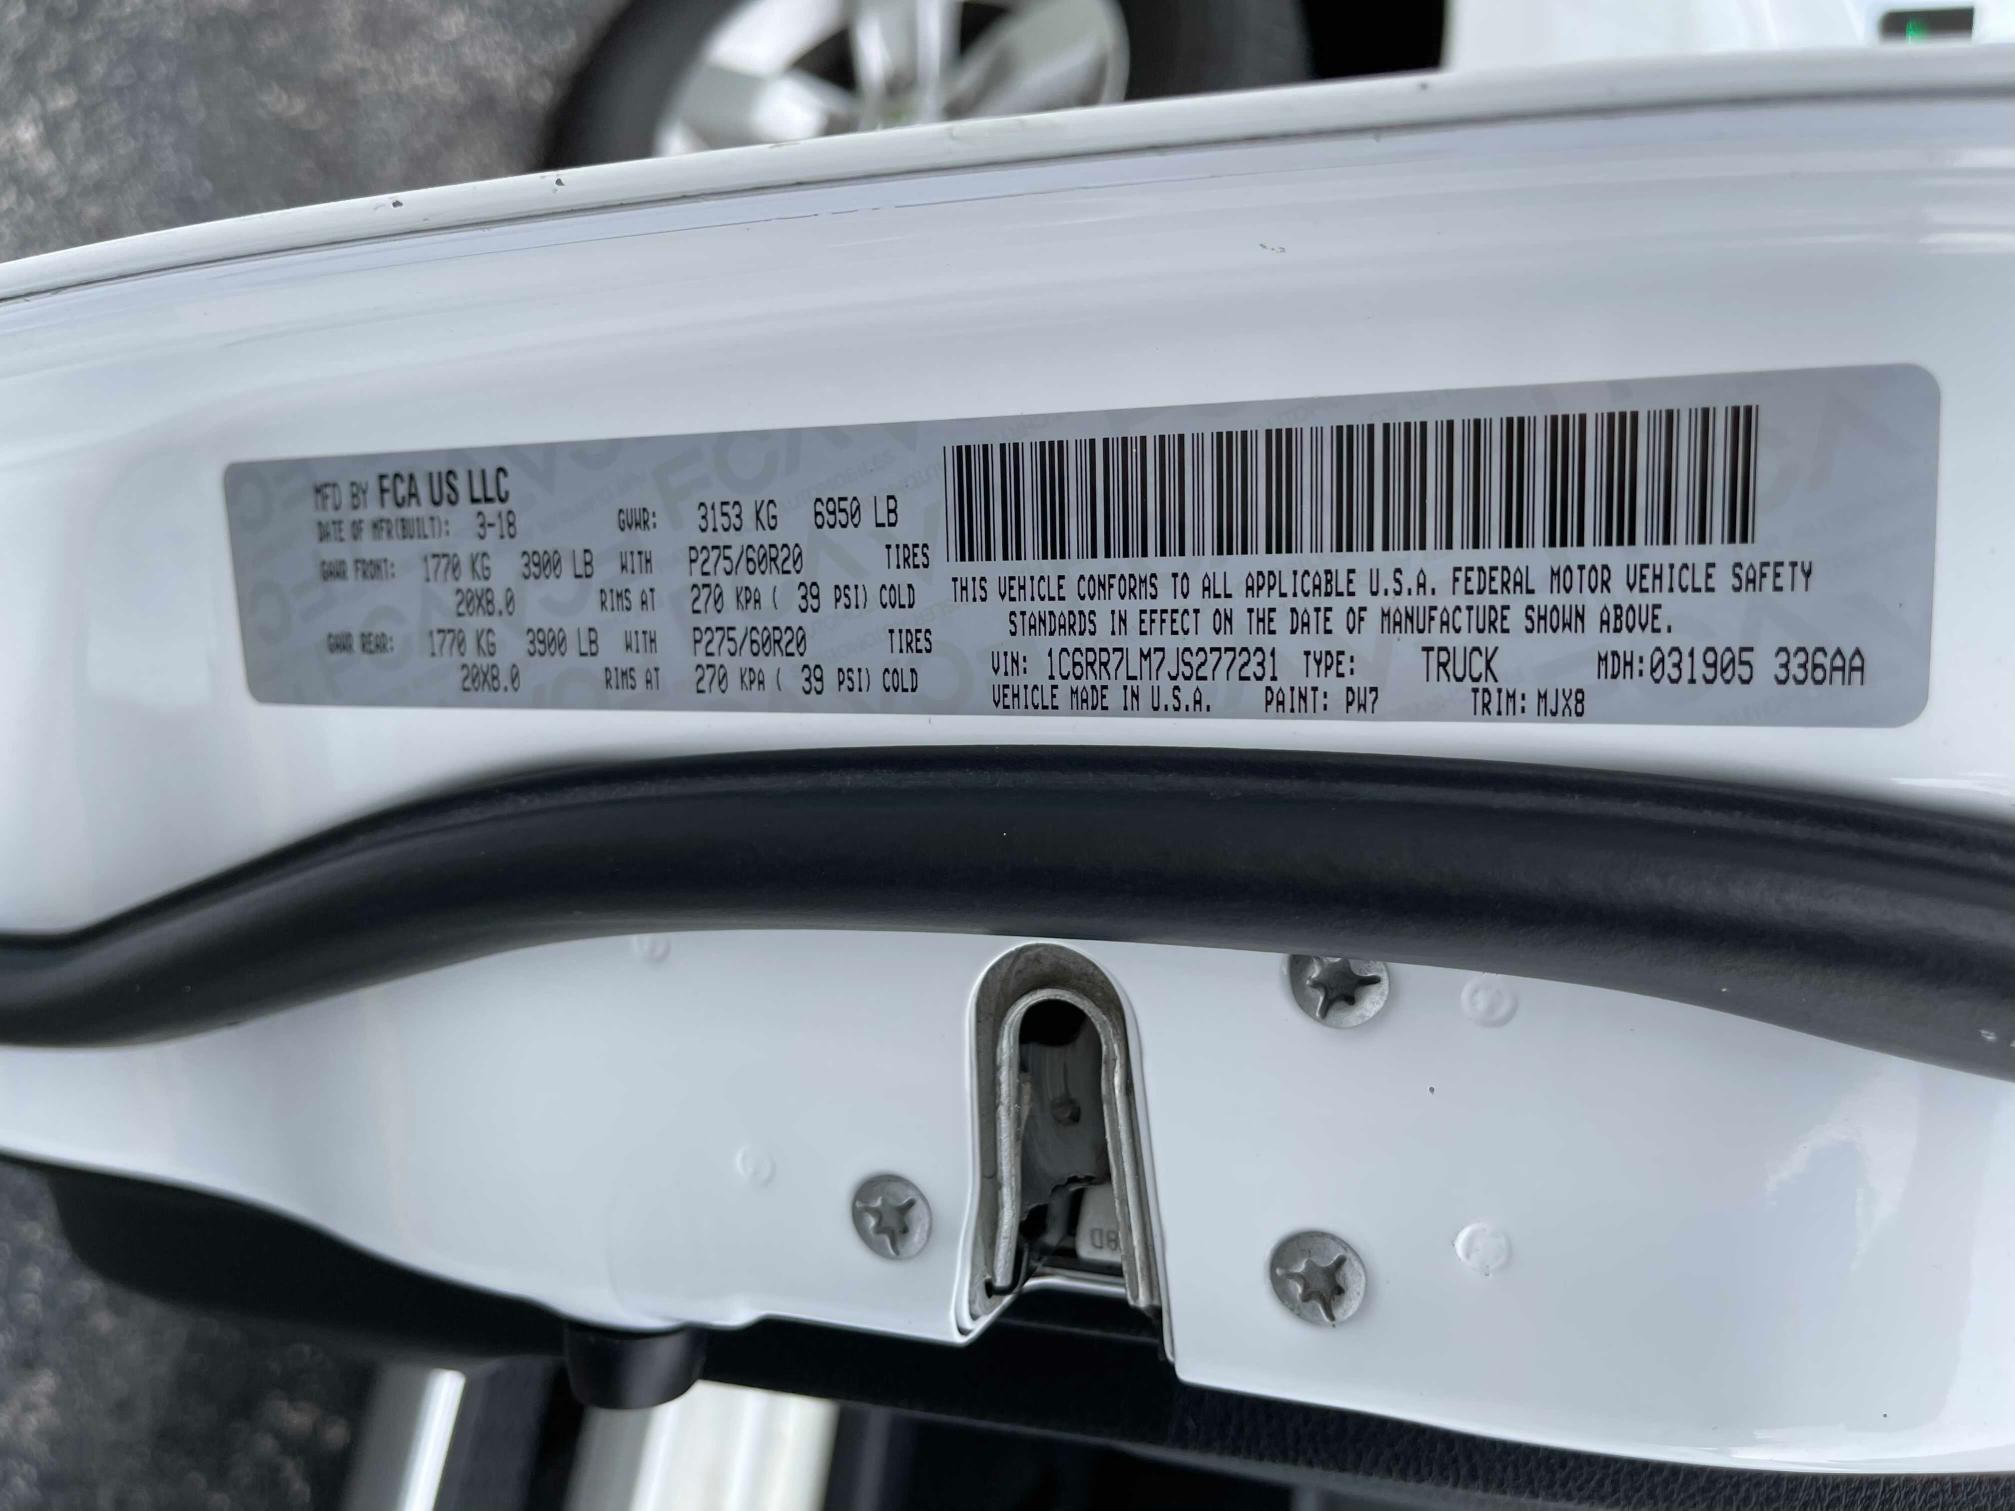 MFD BY FCA US LLC
DATE OF MFR(BUILT): 3-18 GVWR: 3153 KG 6950 LB
GAWR FRONT: 1770 KG 3900 LB WITH P275/60R20 TIRES
20X8.0 RIMS AT 270 KPA ( 39 PSI) COLD
GAWR REAR: 1770 KG 3900 LB WITH P275/60R20 TIRES
20X8.0 RIMS AT 270 KPA ( 39 PSI) COLD
THIS VEHICLE CONFORMS TO ALL APPLICABLE U.S.A. FEDERAL MOTOR VEHICLE SAFETY
STANDARDS IN EFFECT ON THE DATE OF MANUFACTURE SHOWN ABOVE.
VIN: 1C6RR7LM7JS277231 TYPE: TRUCK MDH:031905 336AA
VEHICLE MADE IN U.S.A. PAINT: PW7 TRIM: MJX8